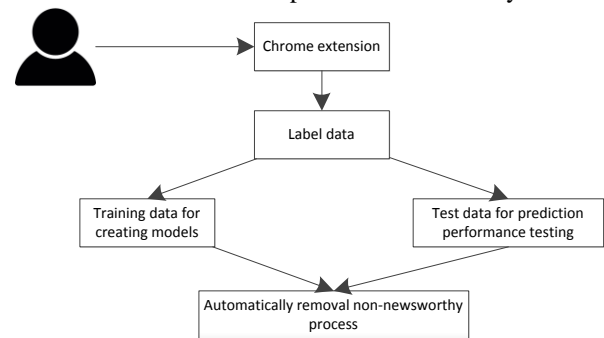 Chrome extension
Label data
Training data for
creating models
Test data for prediction
performance testing
Automatically removal non-newsworthy
process